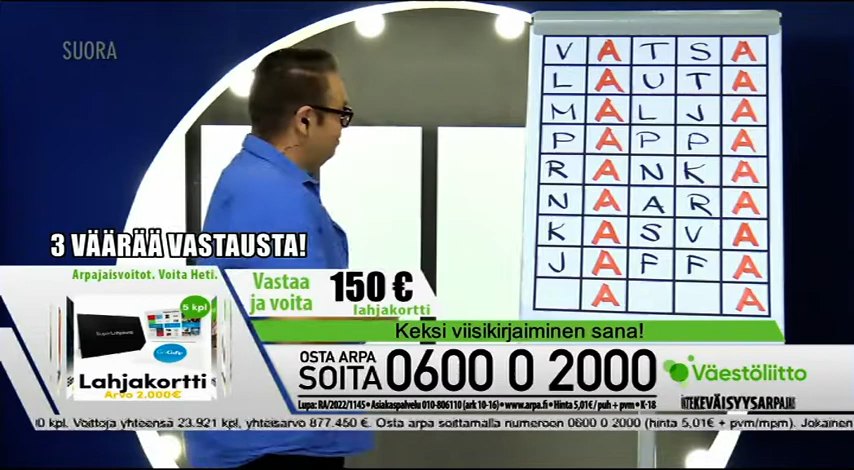 SUORA
V A T S A
L A U T A
M A L J A
P A P P A
R A N K A
N A A R A
K A S V A
J A F F A
A A
3 VÄÄRÄÄ VASTAUSTA!
Arpajaisvoitot. Voita Heti.
Vastaa ja voita
150 €
lahjakortti
5 kpl
SuperLahjakortti
GoGift
Lahjakortti
Arvo 2.000€
Keksi viisikirjaiminen sana!
OSTA ARPA
SOITA 0600 0 2000
Väestöliitto
Lupa: RA/2022/1145 • Asiakaspalvelu 010-806110 (ark 10-16) • www.arpa.fi • Hinta 5,01€/ puh + pvm • K-18
KEVÄISYYSARPAJAISET
0 kpl. Voittoja yhteensä 23.921 kpl, yhteisarvo 877.450 €. Osta arpa soittamalla numeroon 0600 0 2000 (hinta 5,01€ + pvm/mpm). Jokainen